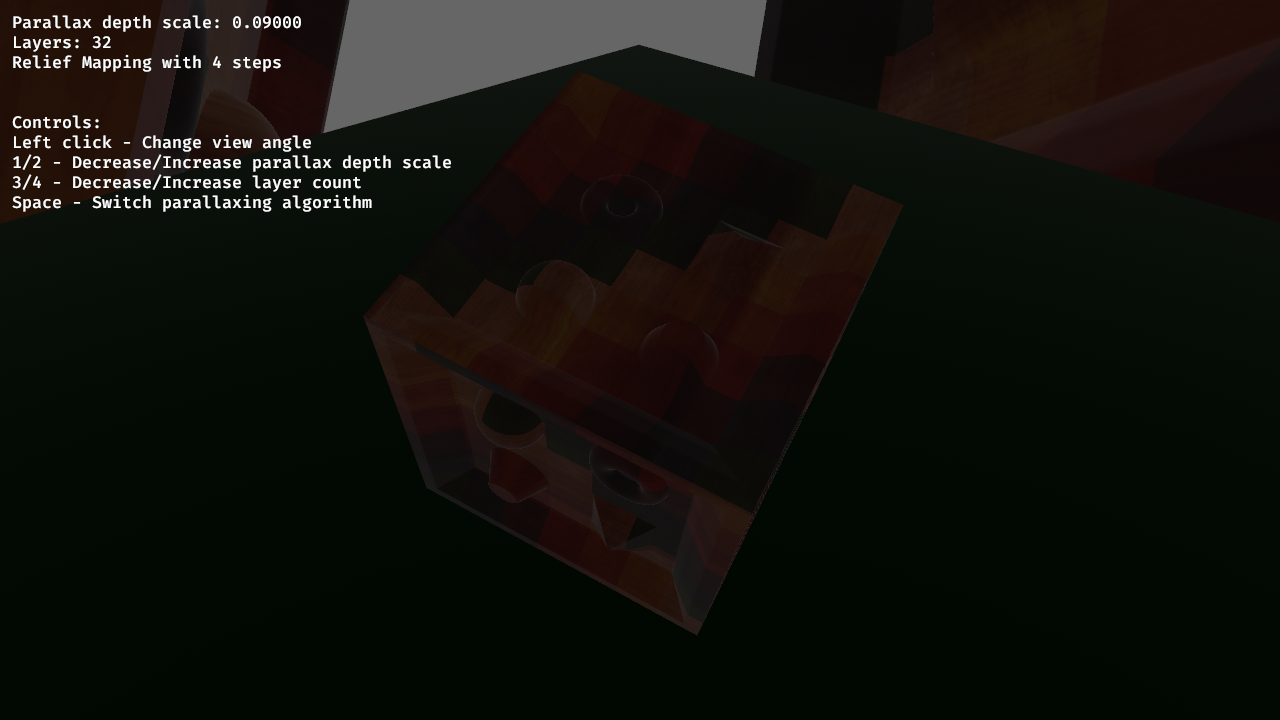 Parallax depth scale: 0.09000
Layers: 32
Relief Mapping with 4 steps
Controls:
Left click - Change view angle
1/2 - Decrease/Increase parallax depth scale
3/4 - Decrease/Increase layer count
Space - Switch parallaxing algorithm